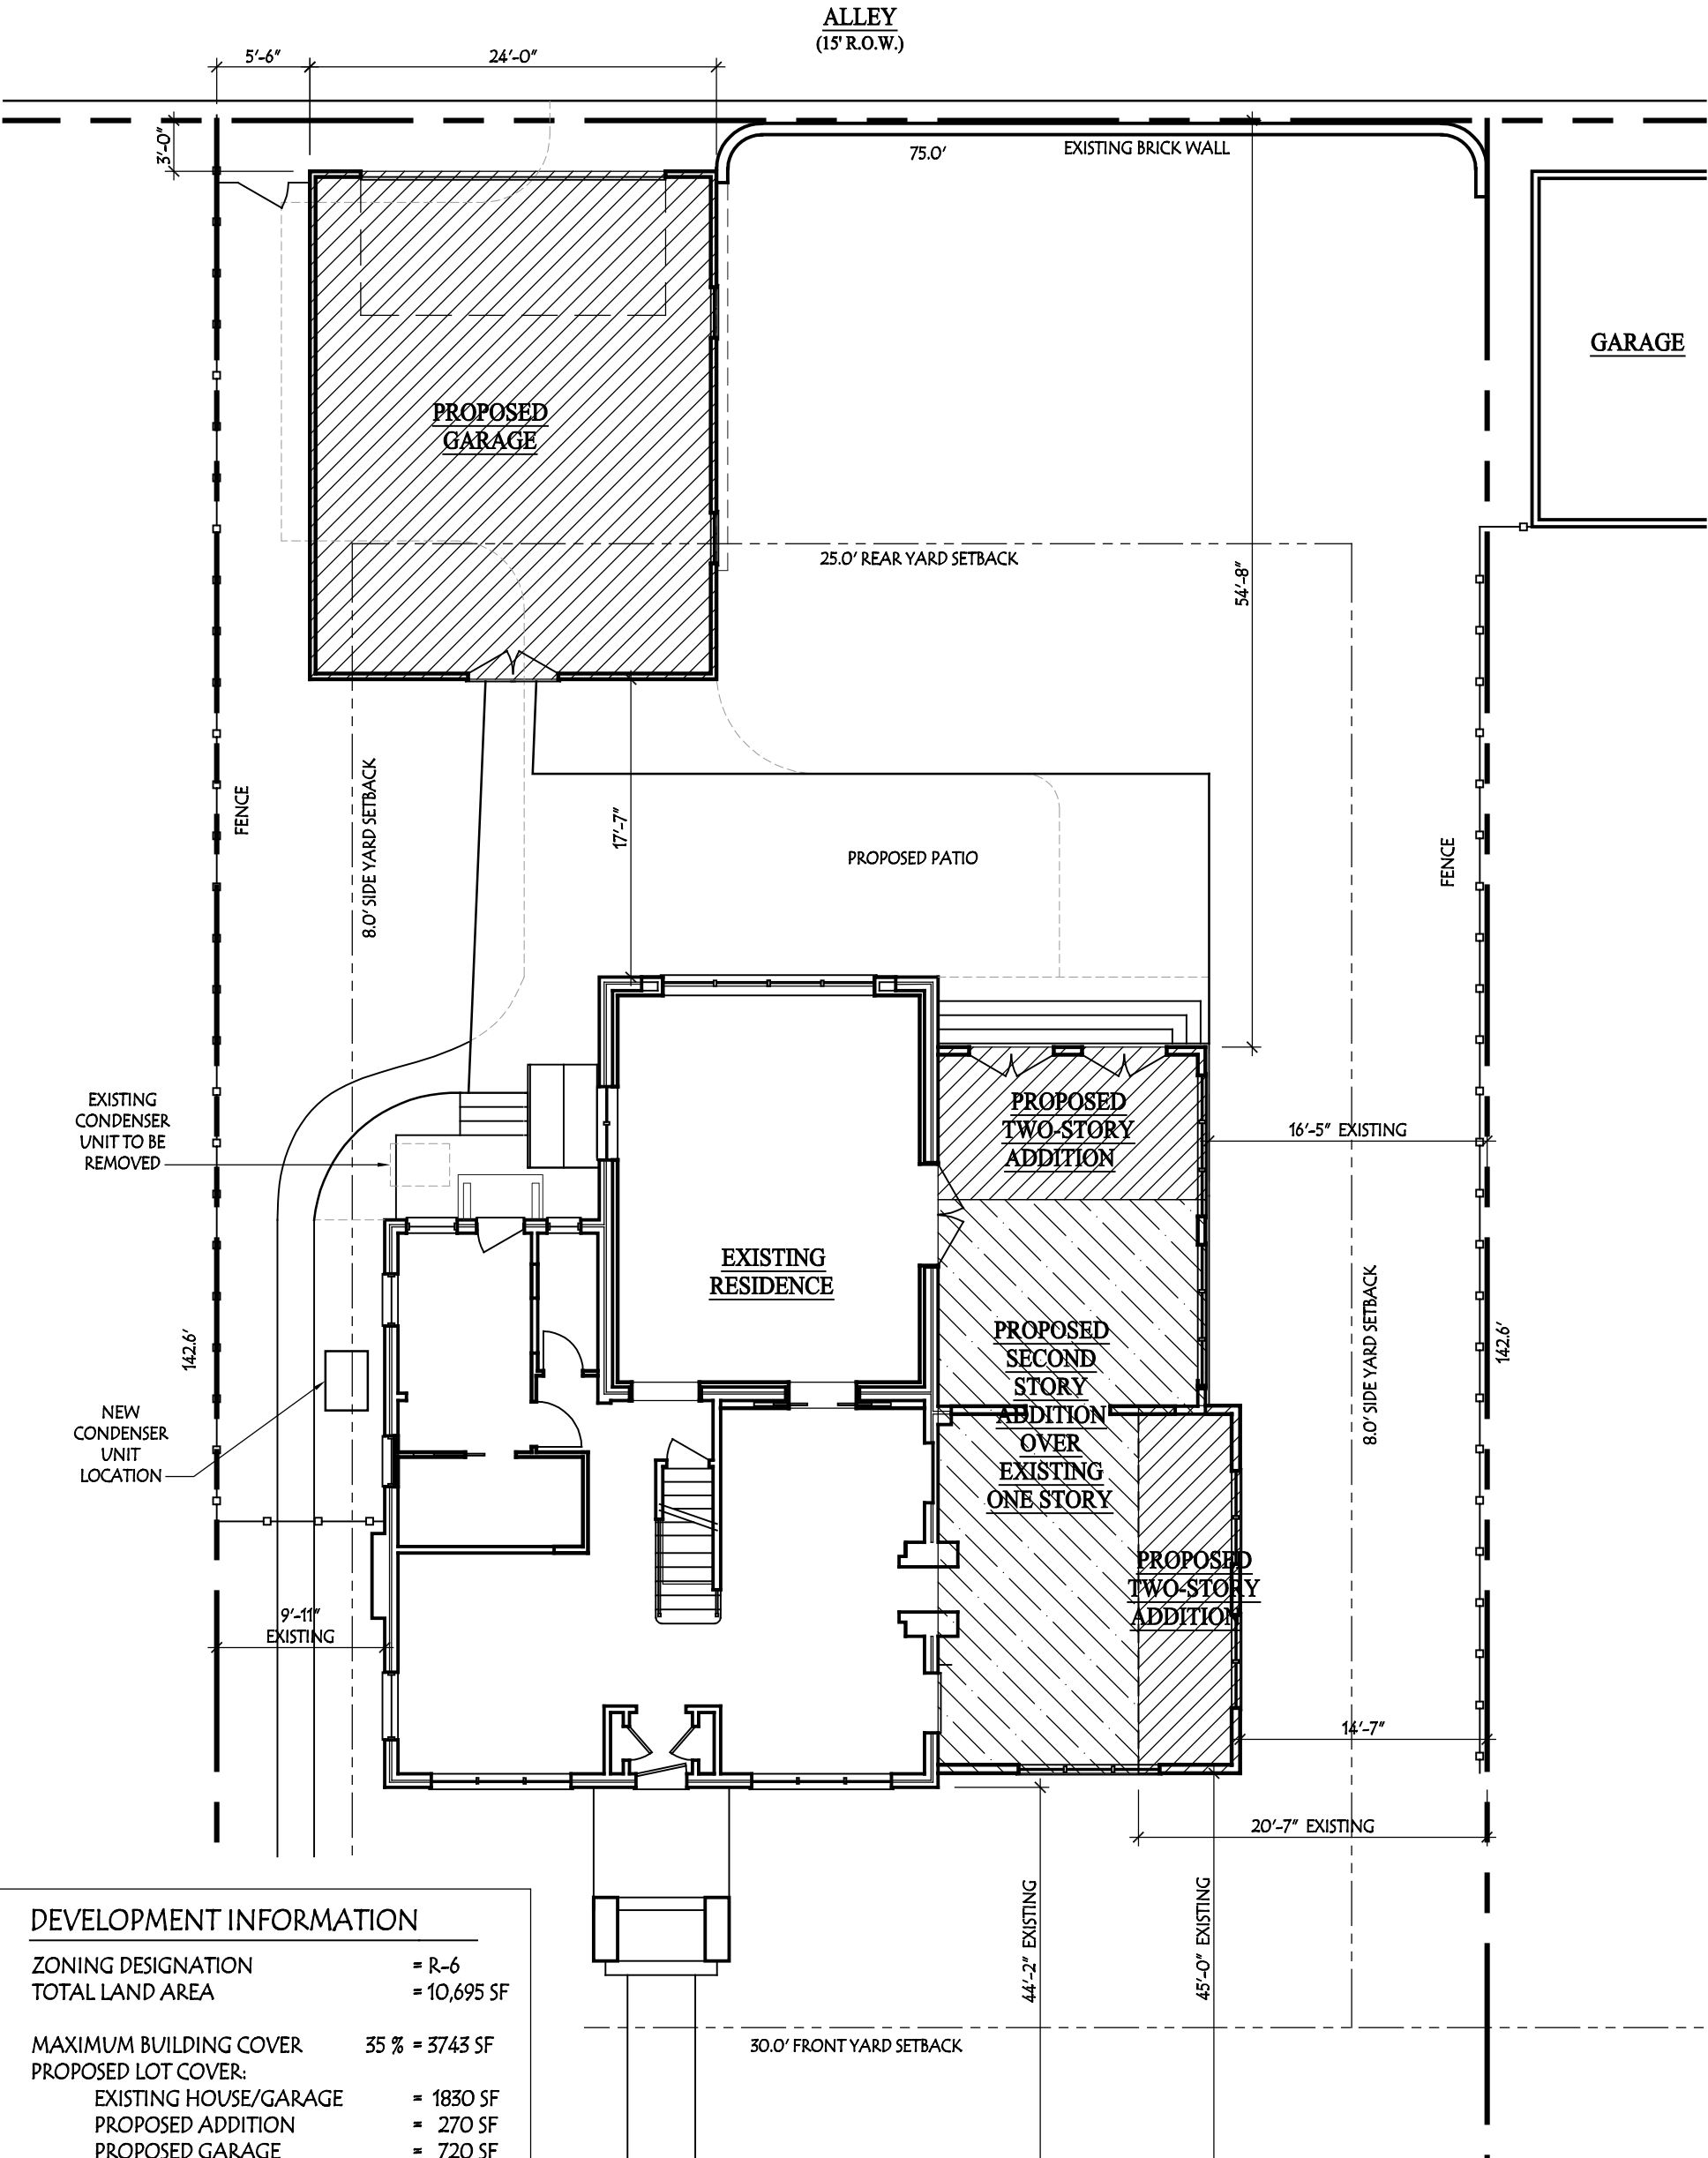 ALLEY
(15' R.O.W.)
5'-6"
24'-0"
3'-0"
75.0'
EXISTING BRICK WALL
GARAGE
PROPOSED
GARAGE
25.0' REAR YARD SETBACK
54'-8"
FENCE
8.0' SIDE YARD SETBACK
17'-7"
PROPOSED PATIO
FENCE
EXISTING
CONDENSER
UNIT TO BE
REMOVED
PROPOSED
TWO-STORY
ADDITION
16'-5" EXISTING
EXISTING
RESIDENCE
142.6'
PROPOSED
SECOND
STORY
ADDITION
OVER
EXISTING
ONE STORY
8.0' SIDE YARD SETBACK
142.6'
NEW
CONDENSER
UNIT
LOCATION
PROPOSED
TWO-STORY
ADDITION
9'-11"
EXISTING
14'-7"
20'-7" EXISTING
44'-2" EXISTING
45'-0" EXISTING
30.0' FRONT YARD SETBACK
DEVELOPMENT INFORMATION
ZONING DESIGNATION = R-6
TOTAL LAND AREA = 10,695 SF
MAXIMUM BUILDING COVER 35 % = 3743 SF
PROPOSED LOT COVER:
EXISTING HOUSE/GARAGE = 1830 SF
PROPOSED ADDITION = 270 SF
PROPOSED GARAGE = 720 SF